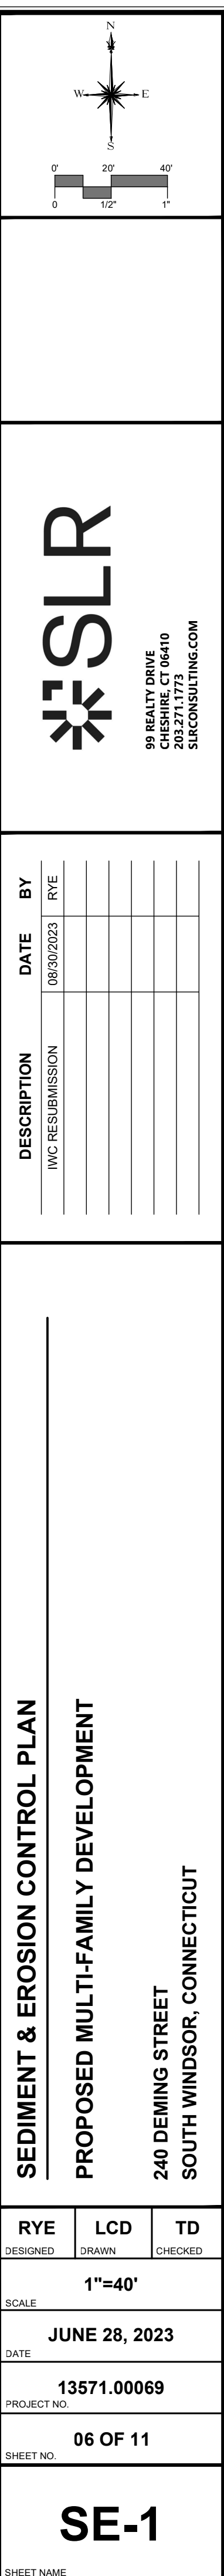 N
W E
S
0' 20' 40'
0 1/2" 1"
SLR
99 REALTY DRIVE
CHESHIRE, CT 06410
203.271.1773
SLRCONSULTING.COM
DESCRIPTION DATE BY
IWC RESUBMISSION 08/30/2023 RYE
SEDIMENT & EROSION CONTROL PLAN
PROPOSED MULTI-FAMILY DEVELOPMENT
240 DEMING STREET
SOUTH WINDSOR, CONNECTICUT
RYE LCD TD
DESIGNED DRAWN CHECKED
1"=40'
SCALE
JUNE 28, 2023
DATE
13571.00069
PROJECT NO.
06 OF 11
SHEET NO.
SE-1
SHEET NAME